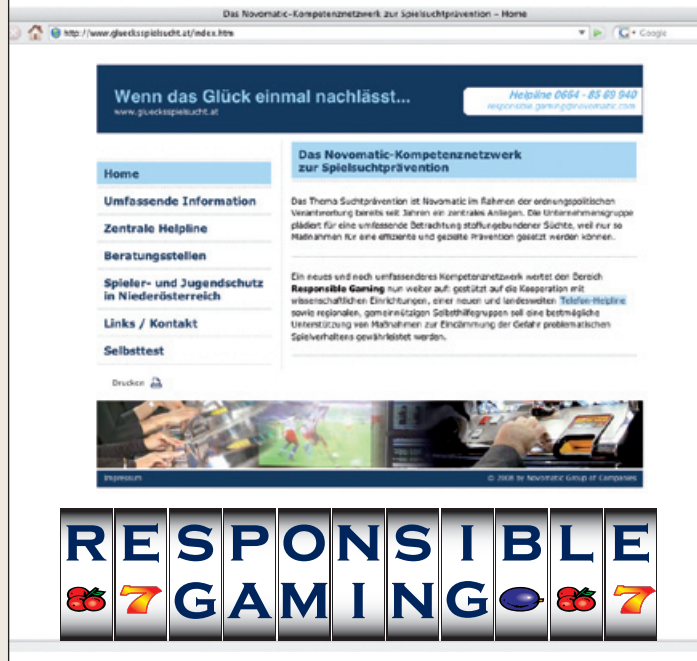 Das Novomatic-Kompetenznetzwerk zur Spielsuchtprävention – Home
http://www.gluecksspielsucht.at/index.htm
G Google
Wenn das Glück einmal nachlässt...
www.gluecksspielsucht.at
Helpline 0664 - 85 69 940
responsible.gaming@novomatic.com
Home
Umfassende Information
Zentrale Helpline
Beratungsstellen
Spieler- und Jugendschutz
in Niederösterreich
Links / Kontakt
Selbsttest
Drucken
Das Novomatic-Kompetenznetzwerk
zur Spielsuchtprävention
Das Thema Suchtprävention ist Novomatic im Rahmen der ordnungspolitischen
Verantwortung bereits seit Jahren ein zentrales Anliegen. Die Unternehmensgruppe
plädiert für eine umfassende Betrachtung stoffungebundener Süchte, weil nur so
Maßnahmen für eine effiziente und gezielte Prävention gesetzt werden können.
Ein neues und noch umfassenderes Kompetenznetzwerk wertet den Bereich
Responsible Gaming nun weiter auf: gestützt auf die Kooperation mit
wissenschaftlichen Einrichtungen, einer neuen und landesweiten Telefon-Helpline
sowie regionalen, gemeinnützigen Selbsthilfegruppen soll eine bestmögliche
Unterstützung von Maßnahmen zur Eindämmung der Gefahr problematischen
Spielverhaltens gewährleistet werden.
Impressum
© 2008 by Novomatic Group of Companies
RESPONSIBLE
7 GAMING 7